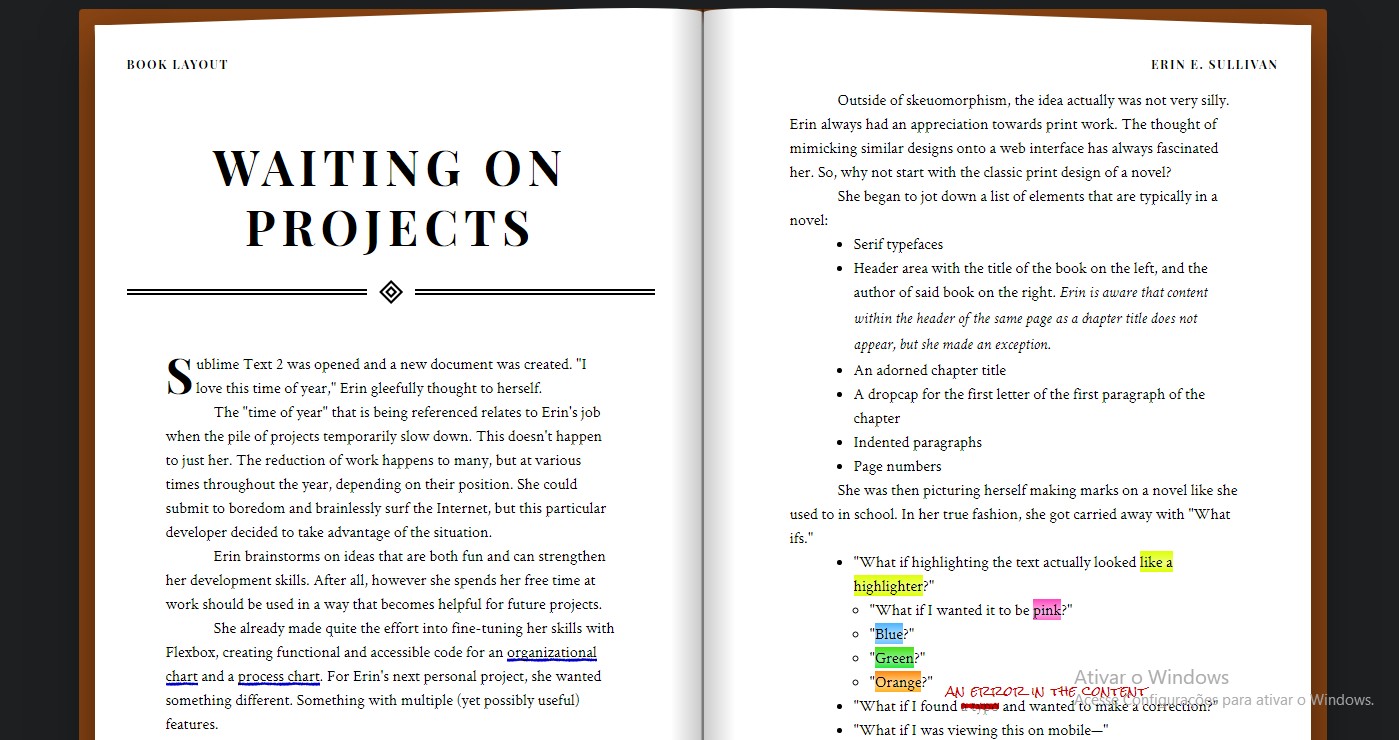 BOOK LAYOUT
WAITING ON
PROJECTS
Sublime Text 2 was opened and a new document was created. "I
love this time of year," Erin gleefully thought to herself.
The "time of year" that is being referenced relates to Erin's job
when the pile of projects temporarily slow down. This doesn't happen
to just her. The reduction of work happens to many, but at various
times throughout the year, depending on their position. She could
submit to boredom and brainlessly surf the Internet, but this particular
developer decided to take advantage of the situation.
Erin brainstorms on ideas that are both fun and can strengthen
her development skills. After all, however she spends her free time at
work should be used in a way that becomes helpful for future projects.
She already made quite the effort into fine-tuning her skills with
Flexbox, creating functional and accessible code for an organizational
chart and a process chart. For Erin's next personal project, she wanted
something different. Something with multiple (yet possibly useful)
features.
ERIN E. SULLIVAN
Outside of skeuomorphism, the idea actually was not very silly.
Erin always had an appreciation towards print work. The thought of
mimicking similar designs onto a web interface has always fascinated
her. So, why not start with the classic print design of a novel?
She began to jot down a list of elements that are typically in a
novel:
• Serif typefaces
• Header area with the title of the book on the left, and the
author of said book on the right. Erin is aware that content
within the header of the same page as a chapter title does not
appear, but she made an exception.
• An adorned chapter title
• A dropcap for the first letter of the first paragraph of the
chapter
• Indented paragraphs
• Page numbers
She was then picturing herself making marks on a novel like she
used to in school. In her true fashion, she got carried away with "What
ifs."
• "What if highlighting the text actually looked like a
highlighter?"
◦ "What if I wanted it to be pink?"
◦ "Blue?"
◦ "Green?"
◦ "Orange?"
AN ERROR IN THE CONTENT
• "What if I found a typo and wanted to make a correction?"
• "What if I was viewing this on mobile—"
Ativar o Windows
Acesse Configurações para ativar o Windows.